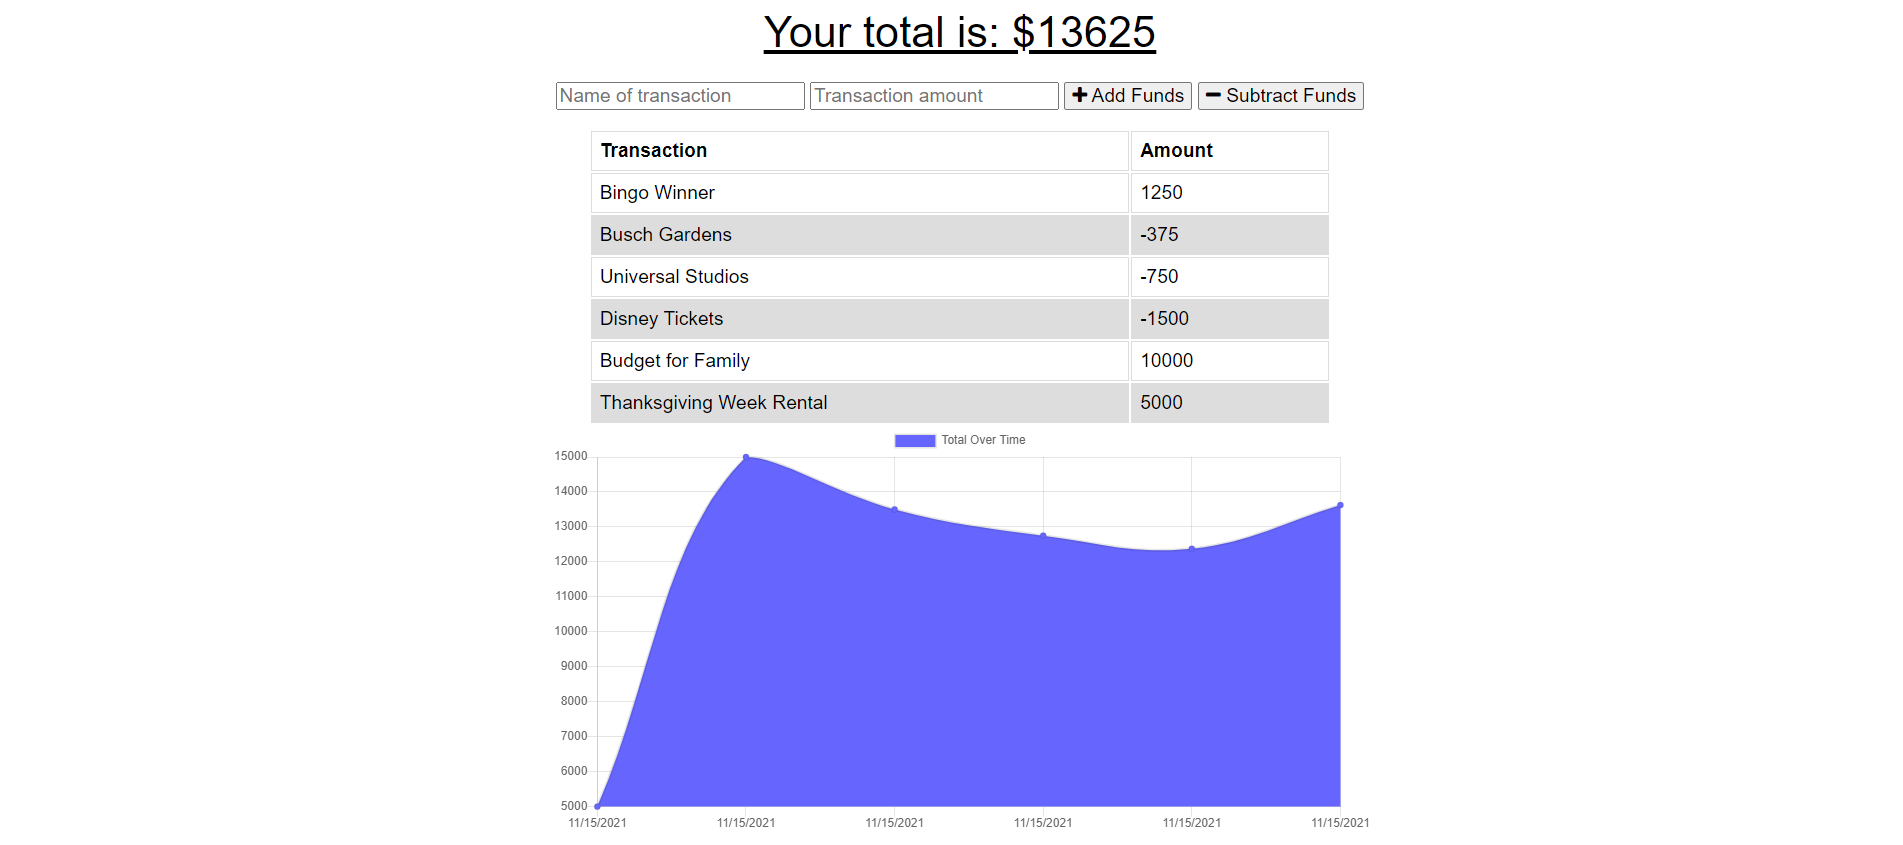 Your total is: $13625
Name of transaction Transaction amount Add Funds Subtract Funds
Transaction Amount
Bingo Winner 1250
Busch Gardens -375
Universal Studios -750
Disney Tickets -1500
Budget for Family 10000
Thanksgiving Week Rental 5000
Total Over Time
15000
14000
13000
12000
11000
10000
9000
8000
7000
6000
5000
11/15/2021 11/15/2021 11/15/2021 11/15/2021 11/15/2021 11/15/2021